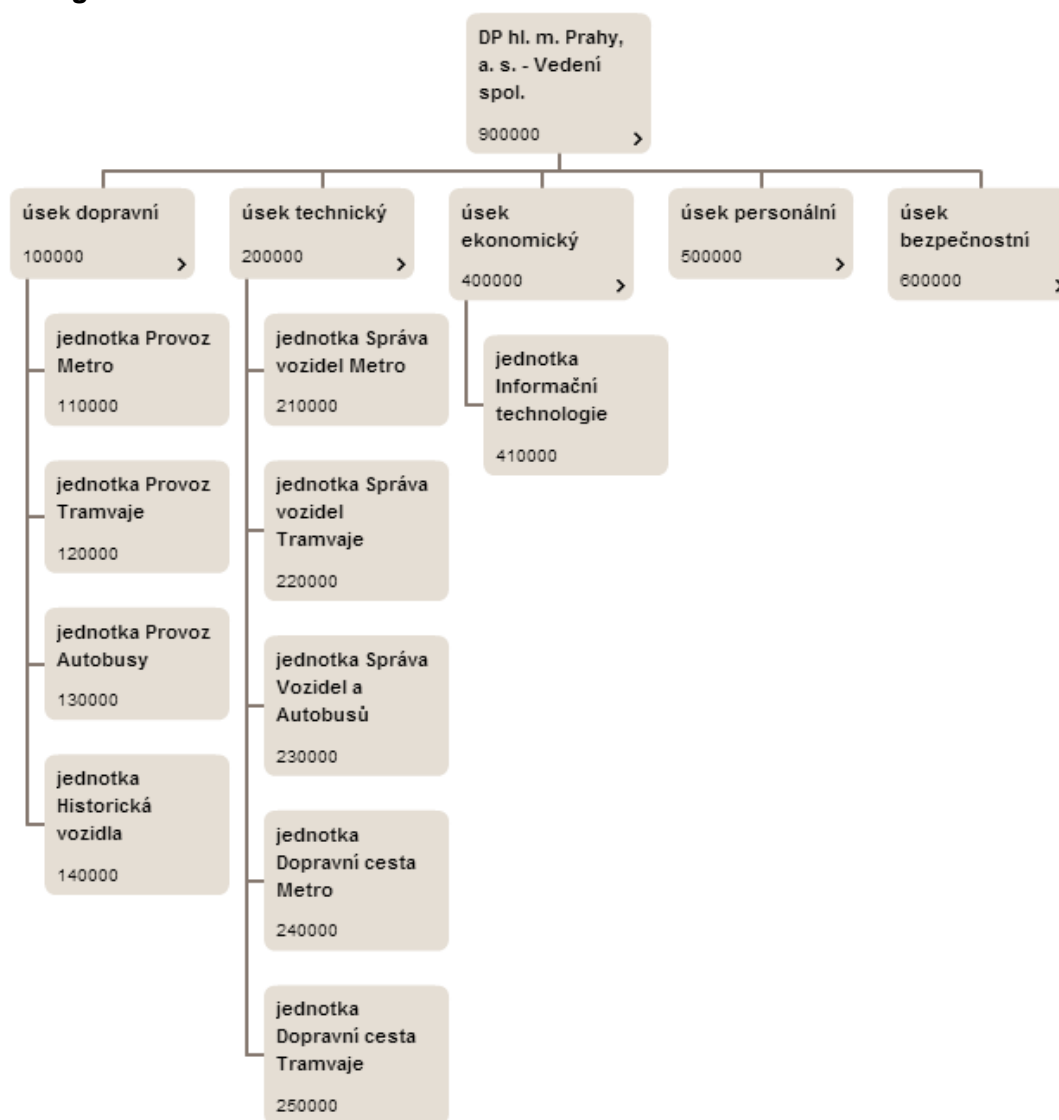 DP hl. m. Prahy,
a. s. - Vedení
spol.
900000
úsek dopravní
100000
úsek technický
200000
úsek
ekonomický
400000
úsek personální
500000
úsek
bezpečnostní
600000
jednotka Provoz
Metro
110000
jednotka Provoz
Tramvaje
120000
jednotka Provoz
Autobusy
130000
jednotka
Historická
vozidla
140000
jednotka Správa
vozidel Metro
210000
jednotka Správa
vozidel
Tramvaje
220000
jednotka Správa
Vozidel a
Autobusů
230000
jednotka
Dopravní cesta
Metro
240000
jednotka
Dopravní cesta
Tramvaje
250000
jednotka
Informační
technologie
410000